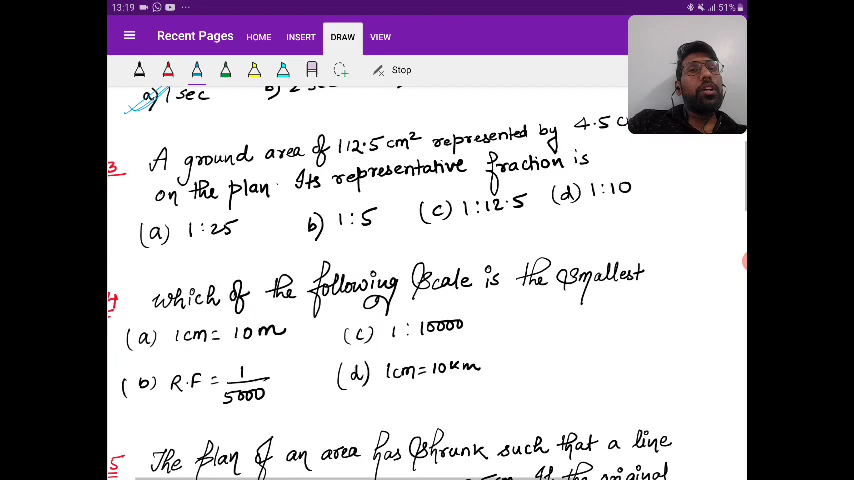 13:19
51%
Recent Pages HOME INSERT DRAW VIEW
Stop
a) 1 sec b)
3 A ground area of 112.5 cm² represented by 4.5 c
on the plan. Its representative fraction is
(a) 1:25 b) 1:5 (c) 1:12.5 (d) 1:10
4 which of the following Scale is the smallest
(a) 1cm = 10m (c) 1 : 10000
(b) R.F = 1/5000 (d) 1cm = 10km
5 The plan of an area has shrunk such that a line
If the original